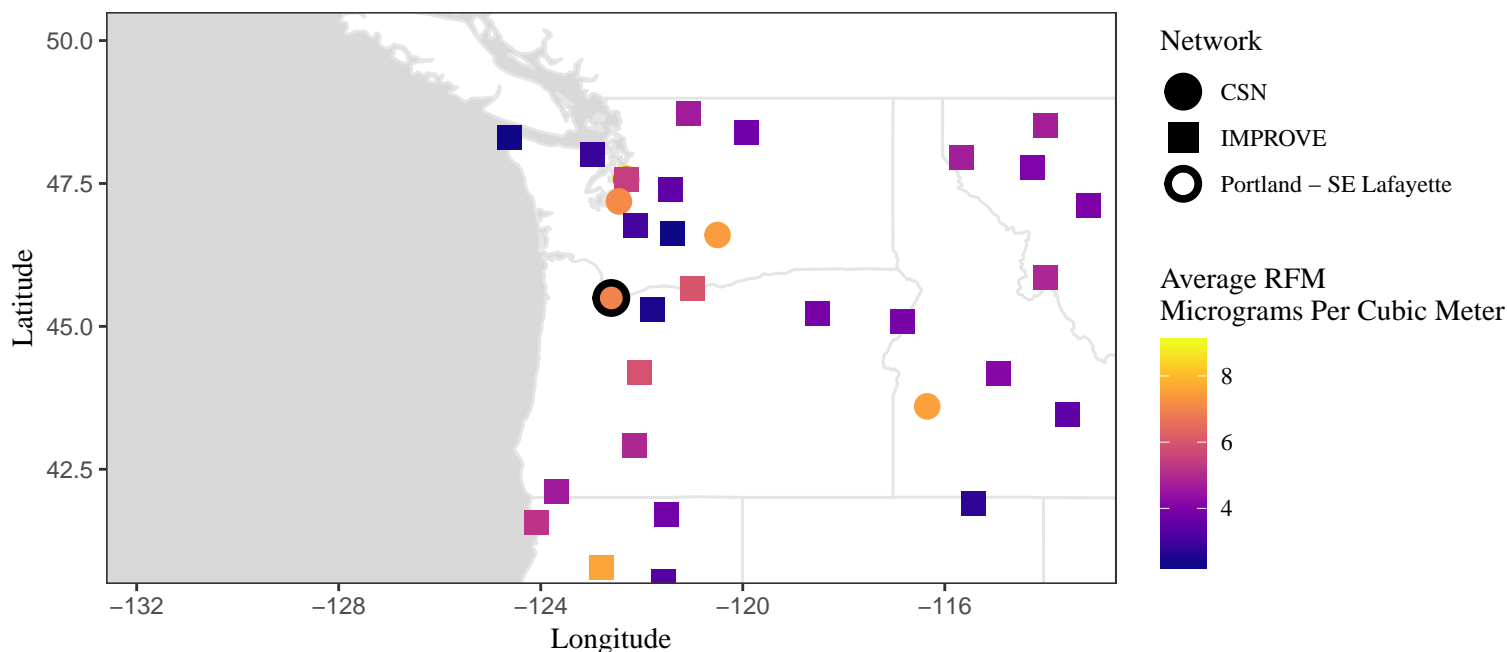 50.0
47.5
45.0
42.5
Latitude
−132
−128
−124
−120
−116
Longitude
Network
CSN
IMPROVE
Portland − SE Lafayette
Average RFM
Micrograms Per Cubic Meter
8
6
4